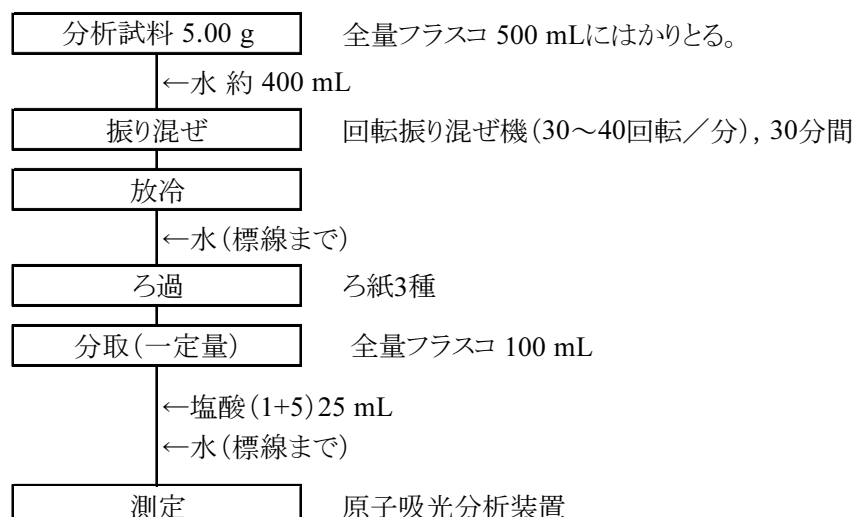 分析試料 5.00 g　全量フラスコ 500 mLにはかりとる。
←水 約 400 mL
振り混ぜ　回転振り混ぜ機（30～40回転／分）, 30分間
放冷
←水（標線まで）
ろ過　ろ紙3種
分取（一定量）　全量フラスコ 100 mL
←塩酸（1+5）25 mL
←水（標線まで）
測定　原子吸光分析装置